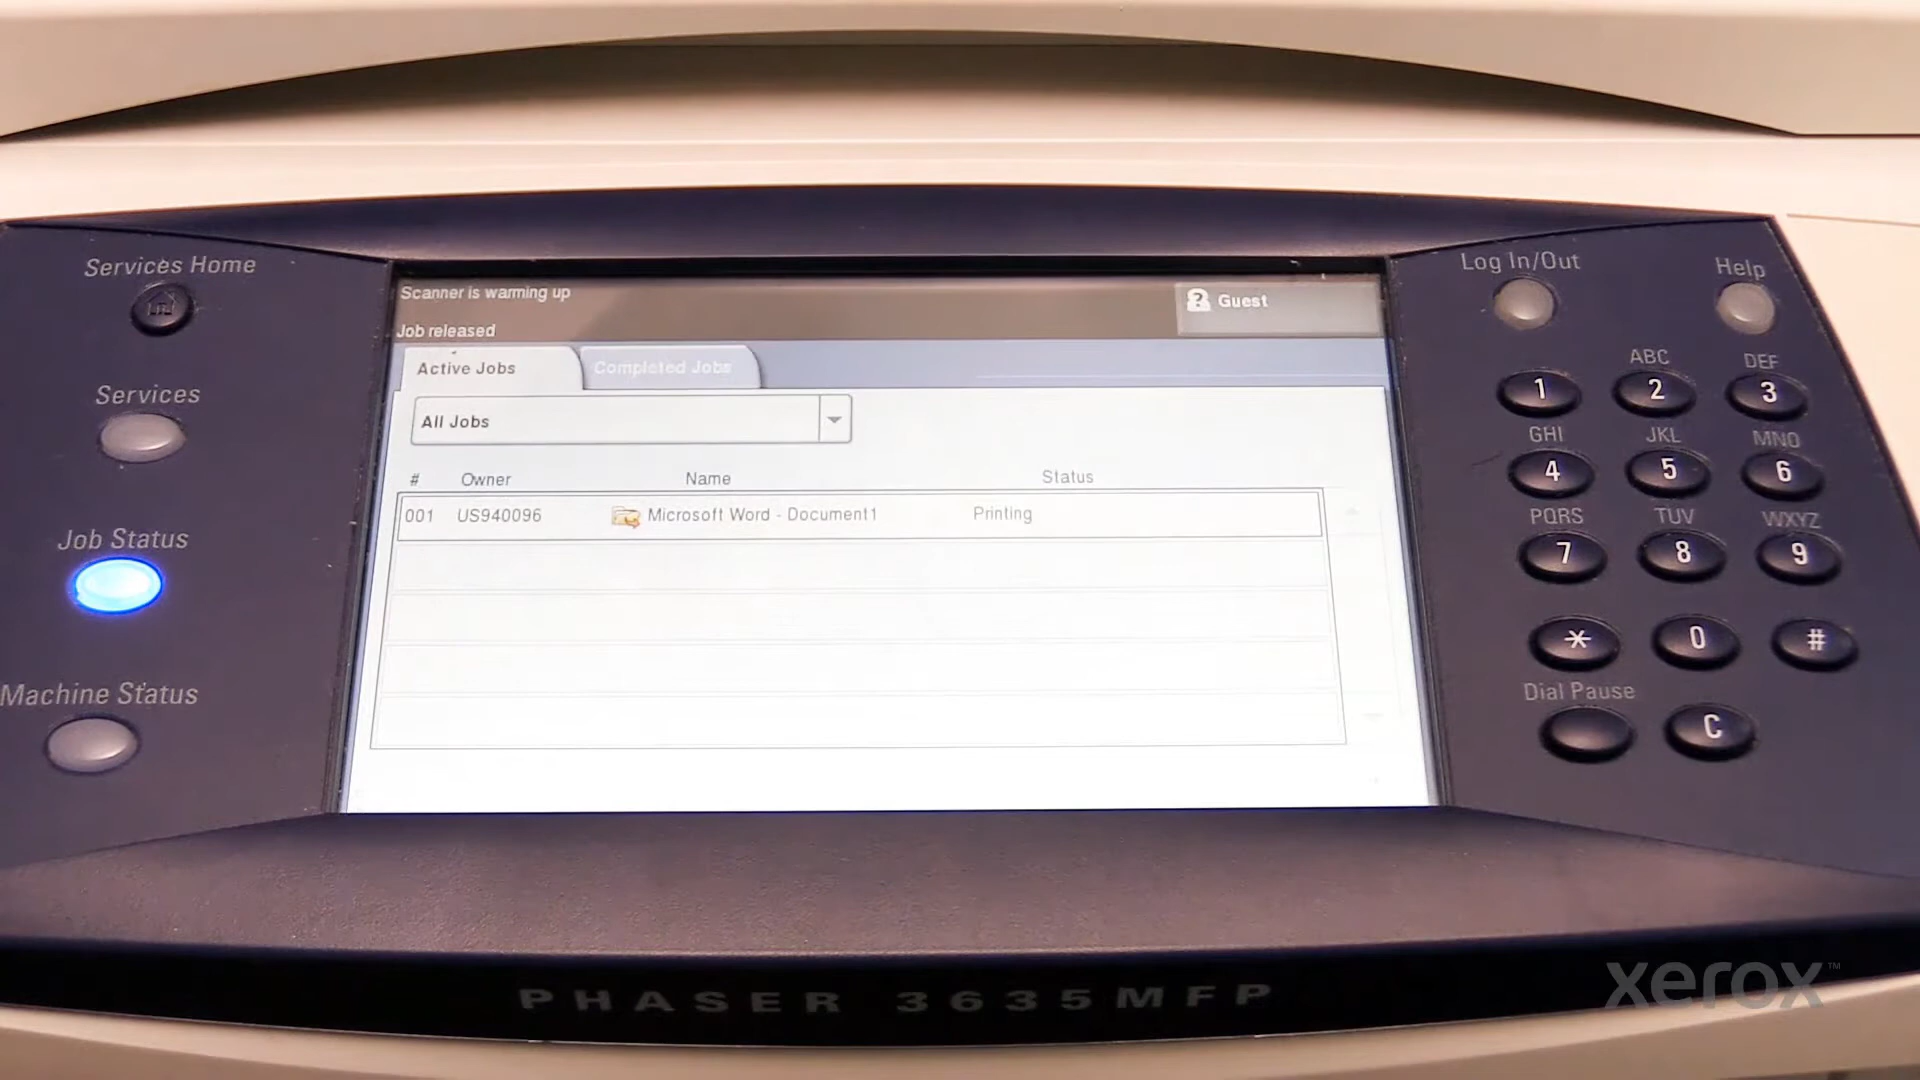 Services Home
Services
Job Status
Machine Status
Scanner is warming up
Job released
Guest
Active Jobs
Completed Jobs
All Jobs
# Owner Name Status
001 US940096 Microsoft Word - Document1 Printing
Log In/Out
Help
ABC DEF
1 2 3
GHI JKL MNO
4 5 6
PQRS TUV WXYZ
7 8 9
* 0 #
Dial Pause
C
PHASER 3635MFP
xerox™